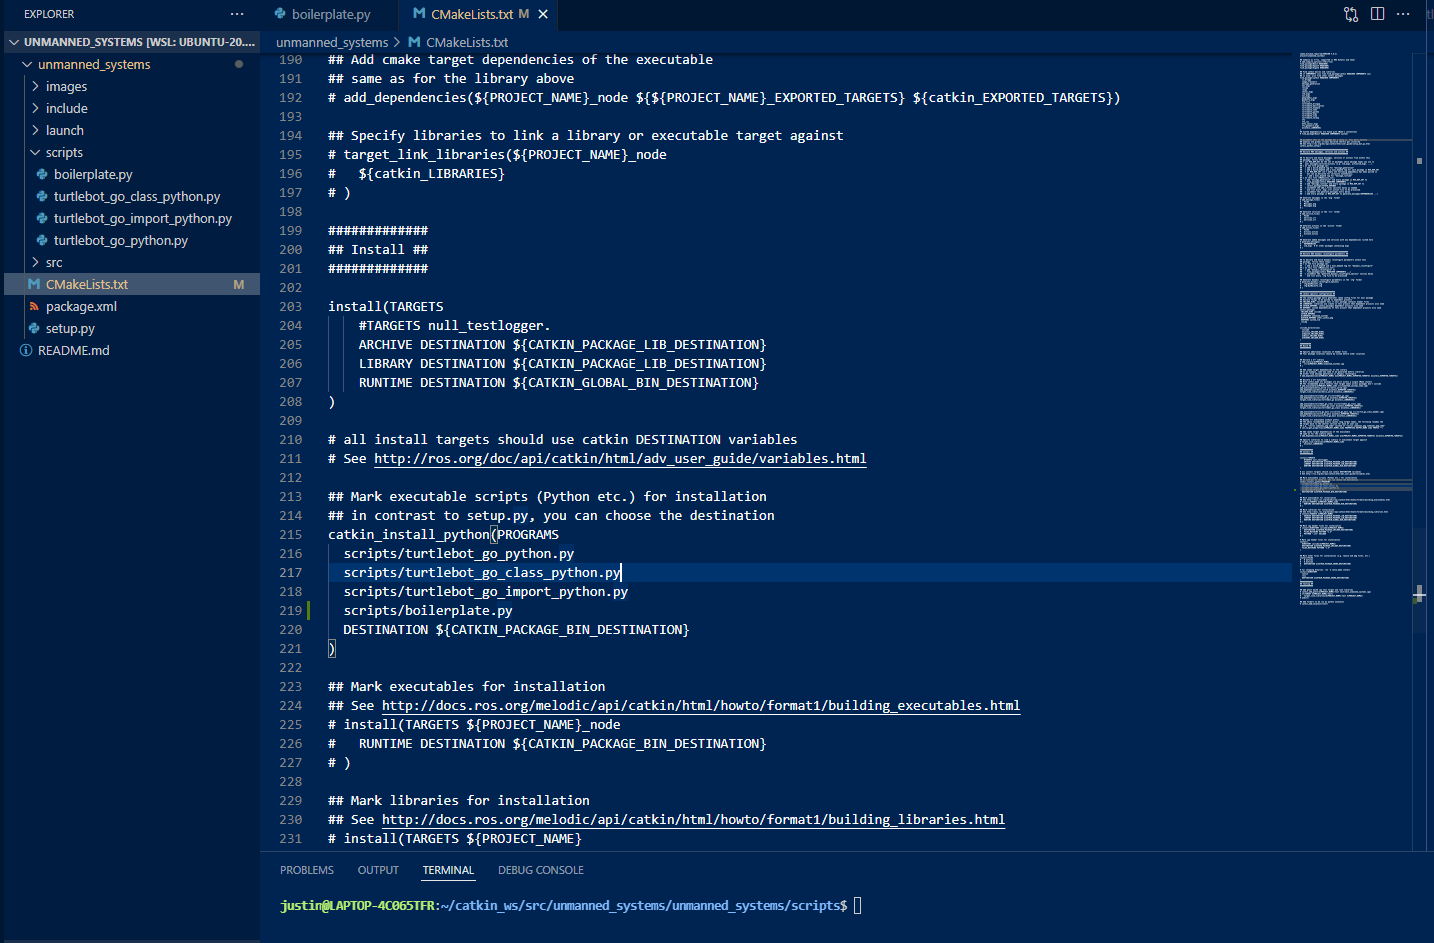 EXPLORER
UNMANNED_SYSTEMS [WSL: UBUNTU-20....
unmanned_systems
images
include
launch
scripts
boilerplate.py
turtlebot_go_class_python.py
turtlebot_go_import_python.py
turtlebot_go_python.py
src
CMakeLists.txt M
package.xml
setup.py
README.md
boilerplate.py CMakeLists.txt M
unmanned_systems > CMakeLists.txt
190 ## Add cmake target dependencies of the executable
191 ## same as for the library above
192 # add_dependencies(${PROJECT_NAME}_node ${${PROJECT_NAME}_EXPORTED_TARGETS} ${catkin_EXPORTED_TARGETS})
193
194 ## Specify libraries to link a library or executable target against
195 # target_link_libraries(${PROJECT_NAME}_node
196 #   ${catkin_LIBRARIES}
197 # )
198
199 #############
200 ## Install ##
201 #############
202
203 install(TARGETS
204     #TARGETS null_testlogger.
205     ARCHIVE DESTINATION ${CATKIN_PACKAGE_LIB_DESTINATION}
206     LIBRARY DESTINATION ${CATKIN_PACKAGE_LIB_DESTINATION}
207     RUNTIME DESTINATION ${CATKIN_GLOBAL_BIN_DESTINATION}
208 )
209
210 # all install targets should use catkin DESTINATION variables
211 # See http://ros.org/doc/api/catkin/html/adv_user_guide/variables.html
212
213 ## Mark executable scripts (Python etc.) for installation
214 ## in contrast to setup.py, you can choose the destination
215 catkin_install_python(PROGRAMS
216   scripts/turtlebot_go_python.py
217   scripts/turtlebot_go_class_python.py
218   scripts/turtlebot_go_import_python.py
219   scripts/boilerplate.py
220   DESTINATION ${CATKIN_PACKAGE_BIN_DESTINATION}
221 )
222
223 ## Mark executables for installation
224 ## See http://docs.ros.org/melodic/api/catkin/html/howto/format1/building_executables.html
225 # install(TARGETS ${PROJECT_NAME}_node
226 #   RUNTIME DESTINATION ${CATKIN_PACKAGE_BIN_DESTINATION}
227 # )
228
229 ## Mark libraries for installation
230 ## See http://docs.ros.org/melodic/api/catkin/html/howto/format1/building_libraries.html
231 # install(TARGETS ${PROJECT_NAME}
PROBLEMS OUTPUT TERMINAL DEBUG CONSOLE
justin@LAPTOP-4C065TFR:~/catkin_ws/src/unmanned_systems/unmanned_systems/scripts$